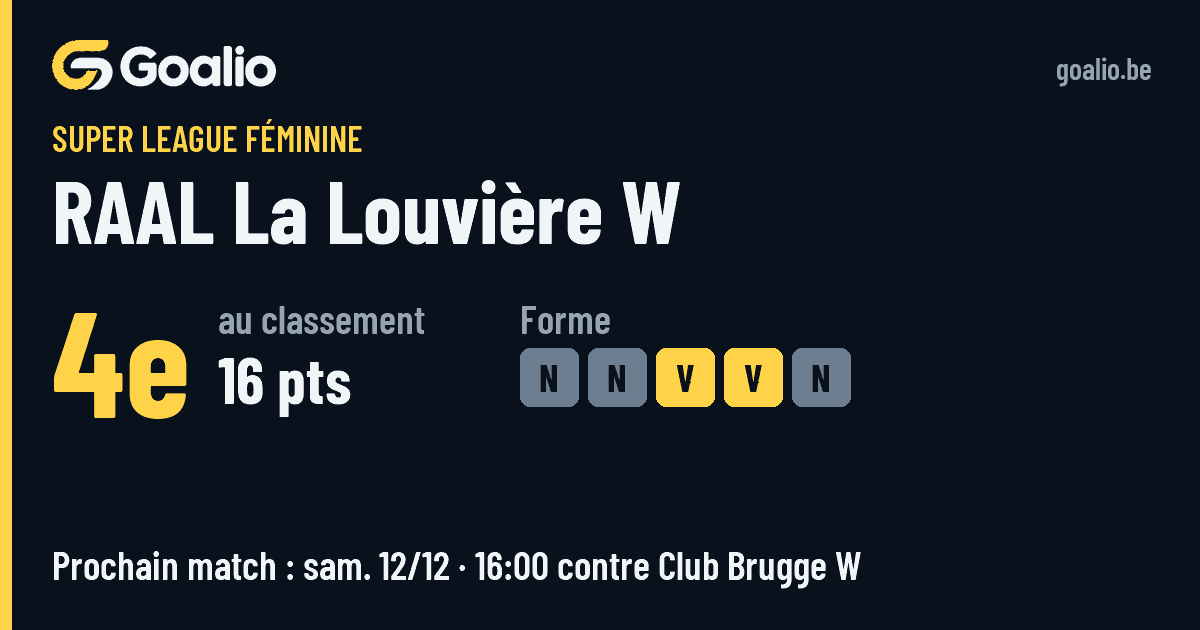 Goalio
goalio.be
SUPER LEAGUE FÉMININE
RAAL La Louvière W
4e
au classement
16 pts
Forme
N N V V N
Prochain match : sam. 12/12 · 16:00 contre Club Brugge W